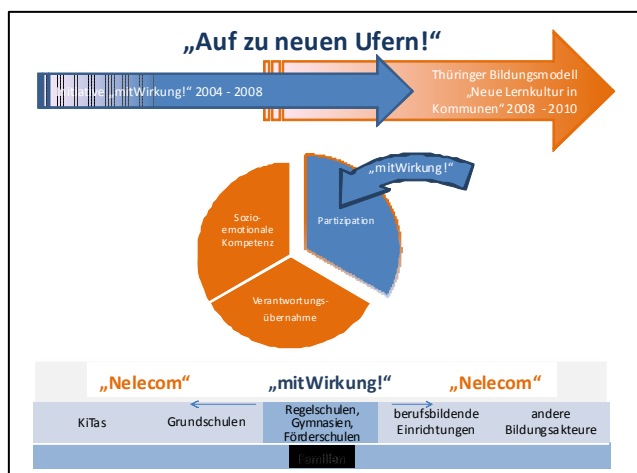 „Auf zu neuen Ufern!“
Initiative „mitWirkung!“ 2004 - 2008
Thüringer Bildungsmodell
„Neue Lernkultur in
Kommunen“ 2008 - 2010
„mitWirkung!“
Sozio-
emotionale
Kompetenz
Partizipation
Verantwortungs-
übernahme
„Nelecom“ „mitWirkung!“ „Nelecom“
KiTas
Grundschulen
Regelschulen,
Gymnasien,
Förderschulen
berufsbildende
Einrichtungen
andere
Bildungsakteure
Familien